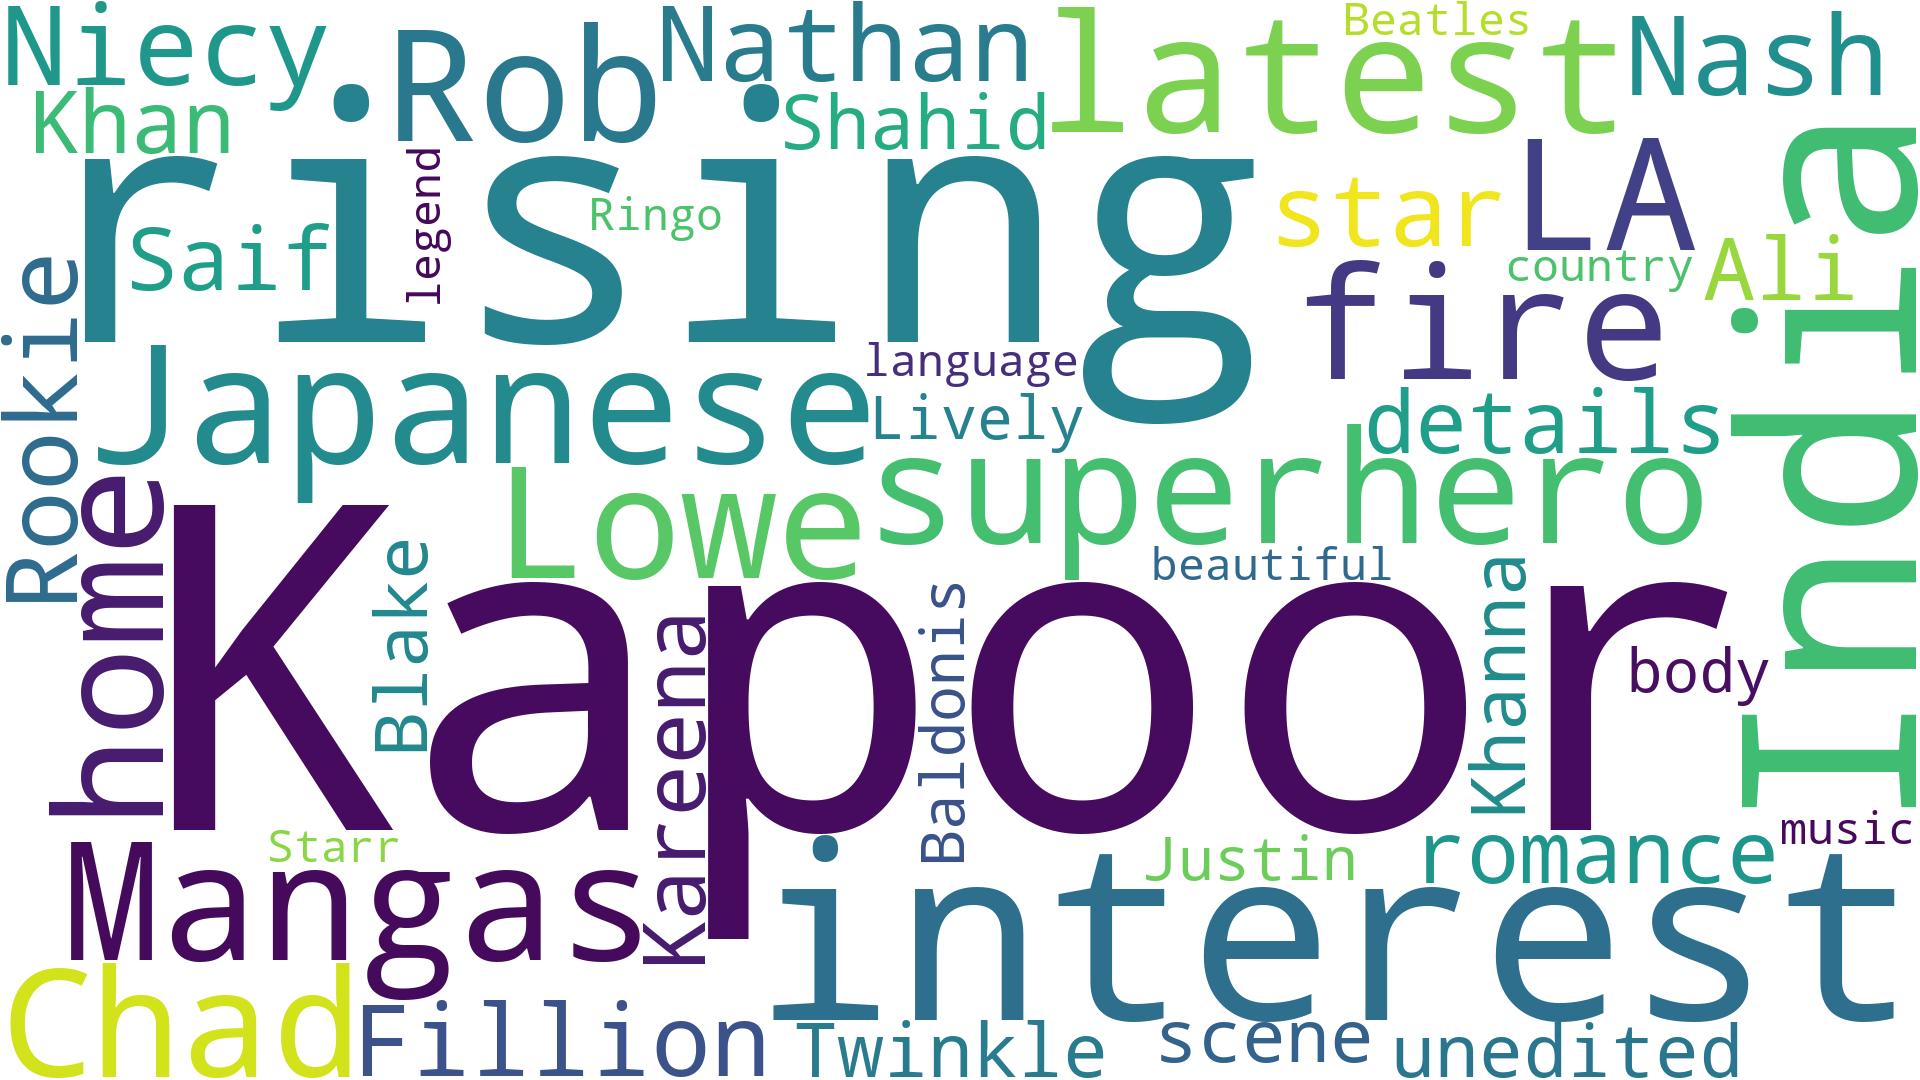 Niecy
Rob
Nathan
latest
Beatles
Nash
Khan
Shahid
rising
legend
Ringo
star
LA
India
Saif
country
Ali
Rookie
fire
Japanese
language
Lively
details
home
Lowe
superhero
Kapoor
Blake
beautiful
Kareena
Baldonis
Khanna
body
Mangas
Starr
interest
Justin
romance
music
Chad
Fillion
Twinkle
scene
unedited